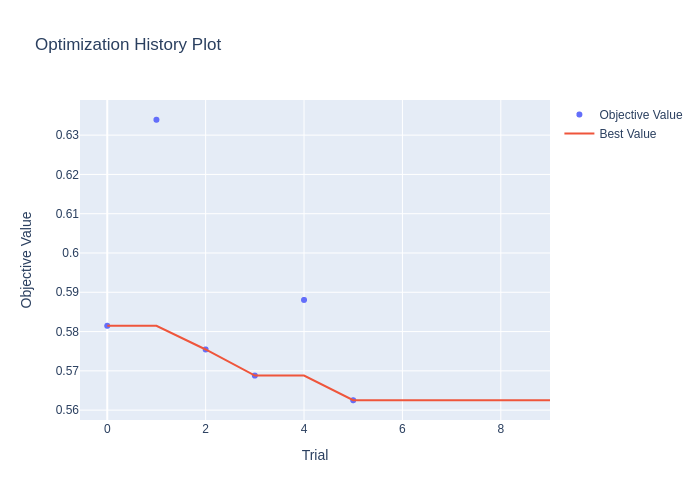 Optimization History Plot
Objective Value
Best Value
0.63
0.62
0.61
0.6
0.59
0.58
0.57
0.56
Objective Value
0 2 4 6 8
Trial